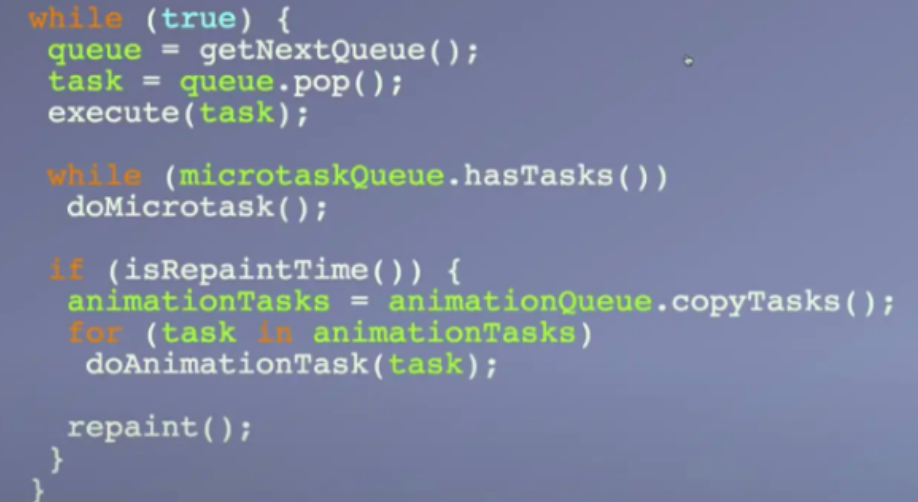 while (true) {
queue = getNextQueue();
task = queue.pop();
execute(task);
while (microtaskQueue.hasTasks())
doMicrotask();
if (isRepaintTime()) {
animationTasks = animationQueue.copyTasks();
for (task in animationTasks)
doAnimationTask(task);
repaint();
}
}